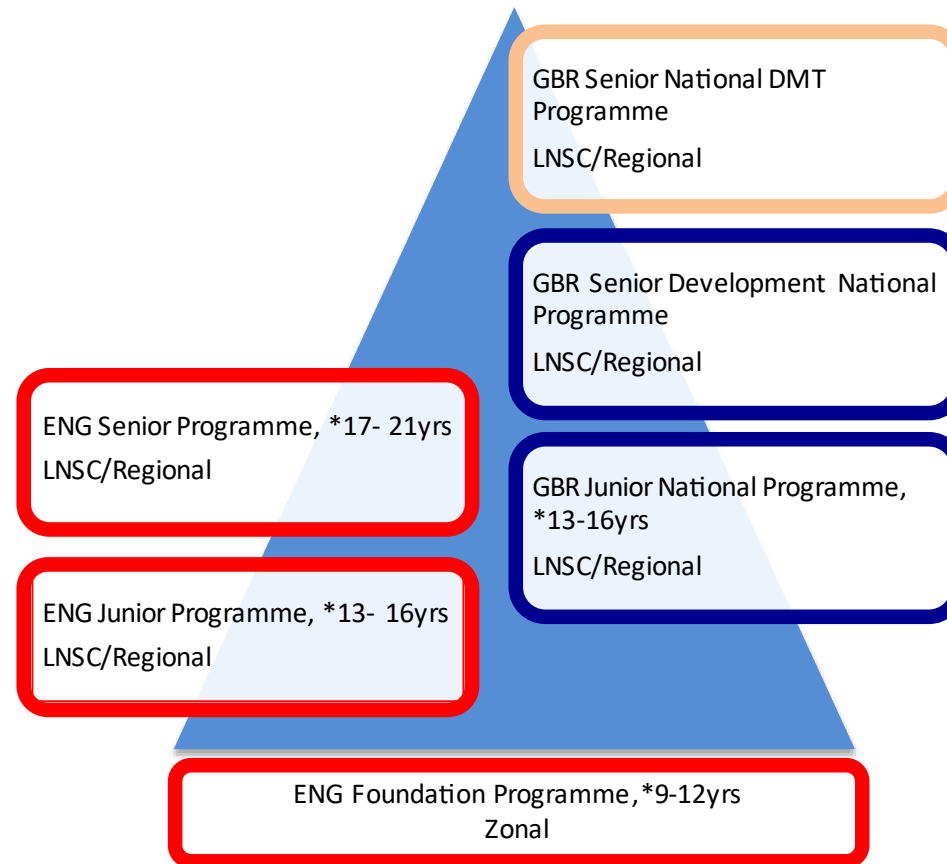 GBR Senior National DMT
Programme
LNSC/Regional
GBR Senior Development National
Programme
LNSC/Regional
ENG Senior Programme, *17- 21yrs
LNSC/Regional
GBR Junior National Programme,
*13-16yrs
LNSC/Regional
ENG Junior Programme, *13- 16yrs
LNSC/Regional
ENG Foundation Programme, *9-12yrs
Zonal